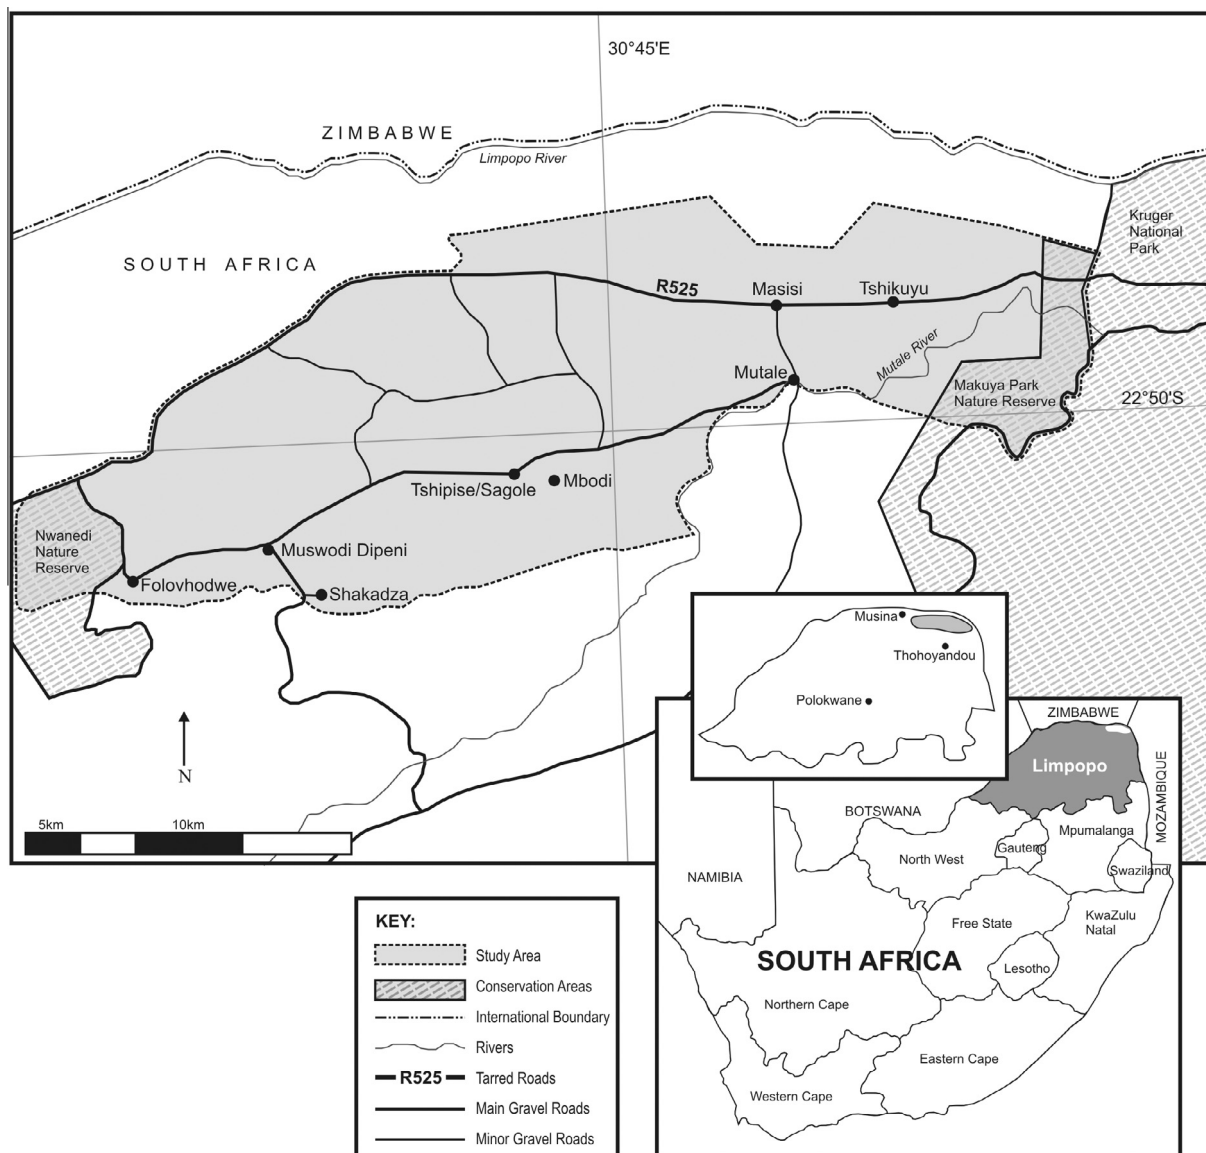 30°45'E
ZIMBABWE
Limpopo River
Kruger
National
Park
SOUTH AFRICA
R525
Masisi
Tshikuyu
Mutale River
Mutale
Makuya Park
Nature Reserve
22°50'S
Tshipise/Sagole
Mbodi
Nwanedi
Nature
Reserve
Muswodi Dipeni
Folovhodwe
Shakadza
N
5km
10km
Musina
Thohoyandou
Polokwane
ZIMBABWE
Limpopo
MOZAMBIQUE
BOTSWANA
Mpumalanga
North West
Gauteng
Swaziland
NAMIBIA
Free State
KwaZulu
Natal
SOUTH AFRICA
Lesotho
Northern Cape
Eastern Cape
Western Cape
KEY:
Study Area
Conservation Areas
International Boundary
Rivers
R525 Tarred Roads
Main Gravel Roads
Minor Gravel Roads